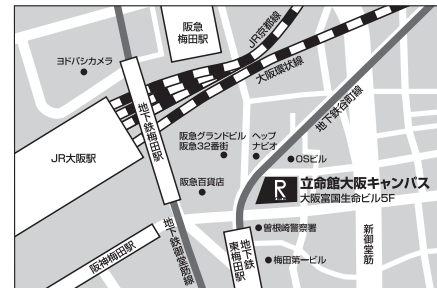 阪急
梅田駅
JR京都線
大阪環状線
ヨドバシカメラ
地下鉄梅田駅
地下鉄谷町線
JR大阪駅
阪急グランドビル
阪急32番街
ヘップ
ナビオ
OSビル
阪急百貨店
R
立命館大阪キャンパス
大阪富国生命ビル5F
阪神梅田駅
地下鉄御堂筋線
地下鉄
東梅田駅
曽根崎警察署
梅田第一ビル
新御堂筋